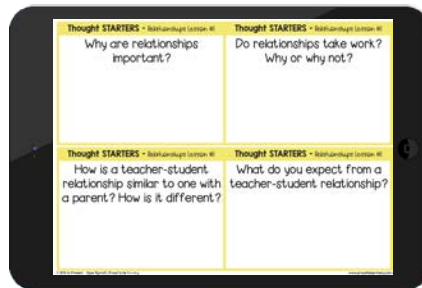 Thought STARTERS - Relationships Lesson #1
Why are relationships
important?
Thought STARTERS - Relationships Lesson #1
Do relationships take work?
Why or why not?
Thought STARTERS - Relationships Lesson #1
How is a teacher-student
relationship similar to one with
a parent? How is it different?
Thought STARTERS - Relationships Lesson #1
What do you expect from a
teacher-student relationship?